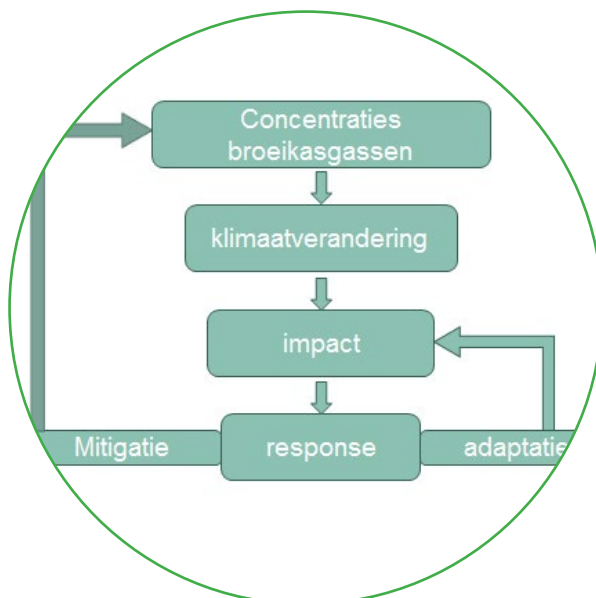 Concentraties
broeikasgassen
klimaatverandering
impact
Mitigatie
response
adaptatie